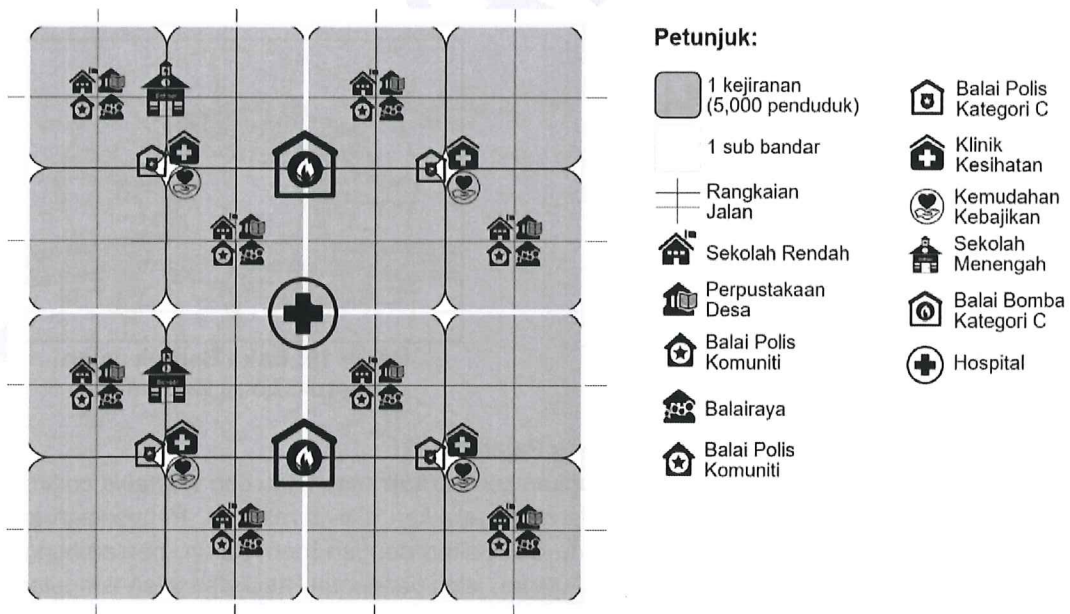 Petunjuk:
1 kejiranan
(5,000 penduduk)
1 sub bandar
Rangkaian
Jalan
Sekolah Rendah
Perpustakaan
Desa
Balai Polis
Komuniti
Balairaya
Balai Polis
Komuniti
Balai Polis
Kategori C
Klinik
Kesihatan
Kemudahan
Kebajikan
Sekolah
Menengah
Balai Bomba
Kategori C
Hospital